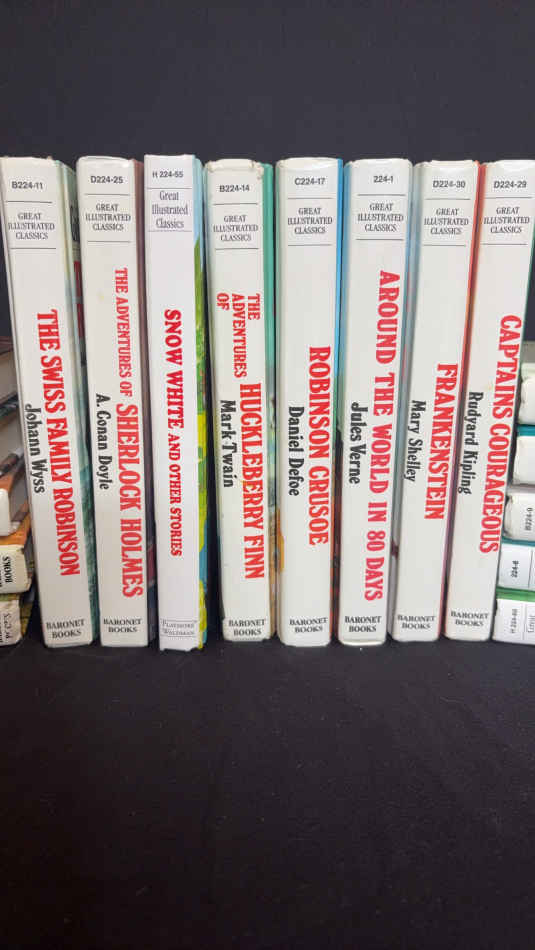 B224-11
GREAT
ILLUSTRATED
CLASSICS
THE SWISS FAMILY ROBINSON
Johann Wyss
BARONET
BOOKS
D224-25
GREAT
ILLUSTRATED
CLASSICS
THE ADVENTURES OF SHERLOCK HOLMES
A. Conan Doyle
BARONET
BOOKS
H 224-55
Great
Illustrated
Classics
SNOW WHITE AND OTHER STORIES
PLAYMORE
WALDMAN
B224-14
GREAT
ILLUSTRATED
CLASSICS
THE
ADVENTURES
OF
HUCKLEBERRY FINN
Mark Twain
BARONET
BOOKS
C224-17
GREAT
ILLUSTRATED
CLASSICS
ROBINSON CRUSOE
Daniel Defoe
BARONET
BOOKS
224-1
GREAT
ILLUSTRATED
CLASSICS
AROUND THE WORLD IN 80 DAYS
Jules Verne
BARONET
BOOKS
D224-30
GREAT
ILLUSTRATED
CLASSICS
FRANKENSTEIN
Mary Shelley
BARONET
BOOKS
D224-29
GREAT
ILLUSTRATED
CLASSICS
CAPTAINS COURAGEOUS
Rudyard Kipling
BARONET
BOOKS
BOOKS
224-8